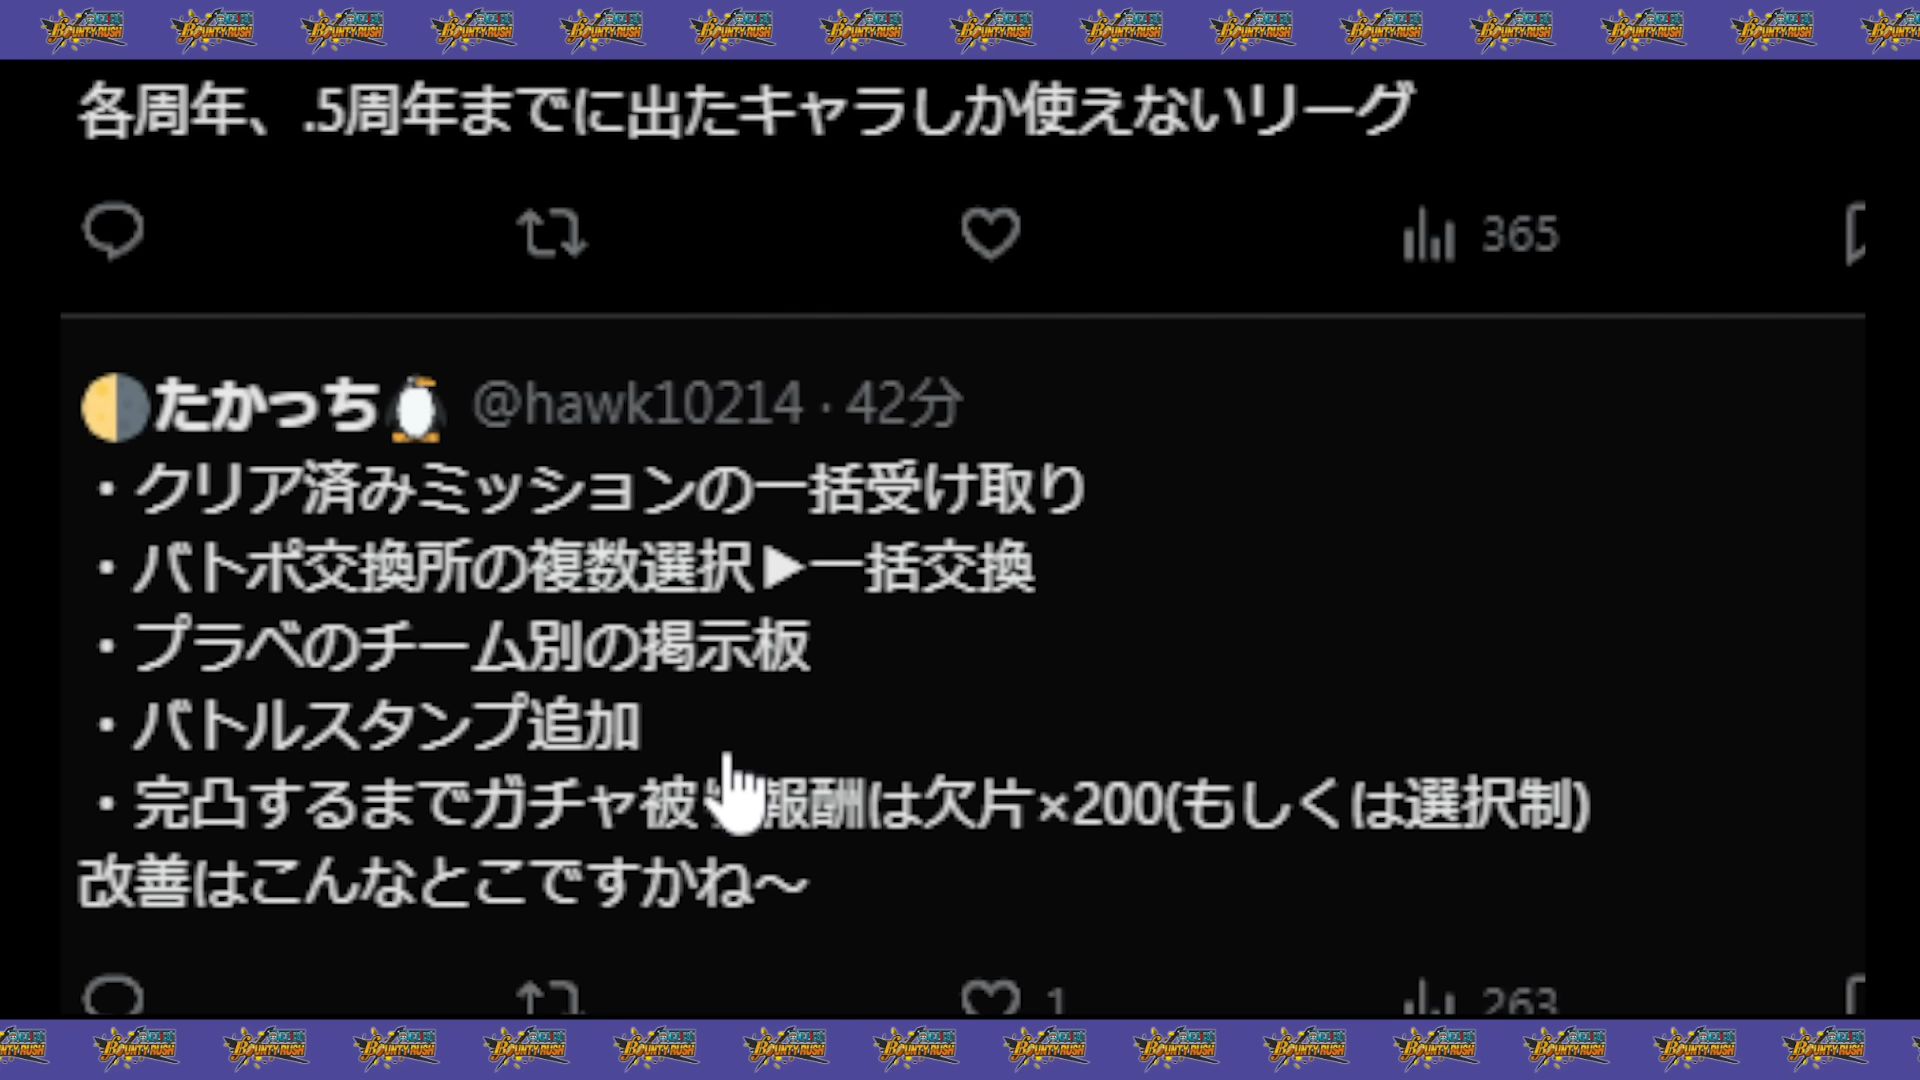 各周年、.5周年までに出たキャラしか使えないリーグ
365
たかっち @hawk10214・42分
・クリア済みミッションの一括受け取り
・バトポ交換所の複数選択▶一括交換
・プラベのチーム別の掲示板
・バトルスタンプ追加
・完凸するまでガチャ被 報酬は欠片×200(もしくは選択制)
改善はこんなとこですかね〜
1
263